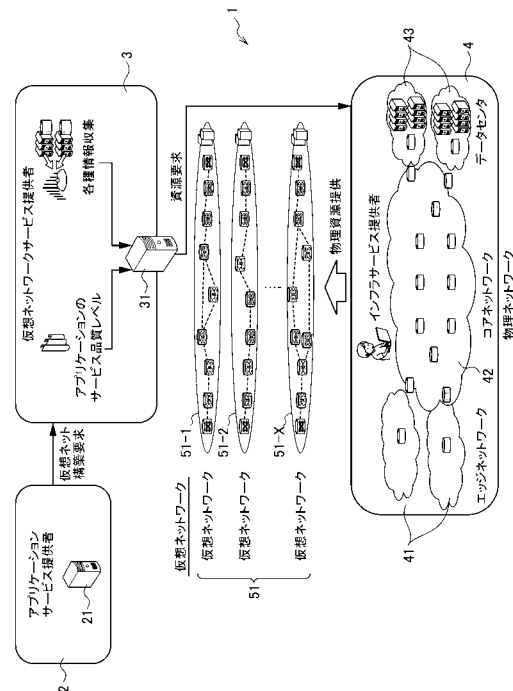 1
アプリケーション
サービス提供者
21
2
仮想ネット
構築要求
仮想ネットワークサービス提供者
アプリケーションの
サービス品質レベル
各種情報収集
31
3
資源要求
仮想ネットワーク
仮想ネットワーク
51-1
仮想ネットワーク
51-2
仮想ネットワーク
51-X
51
物理資源提供
インフラサービス提供者
エッジネットワーク
41
コアネットワーク
42
データセンタ
43
物理ネットワーク
4